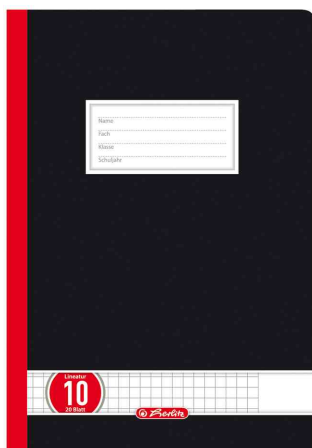 Name
Fach
Klasse
Schuljahr
Lineatur
10
20 Blatt
Herlitz